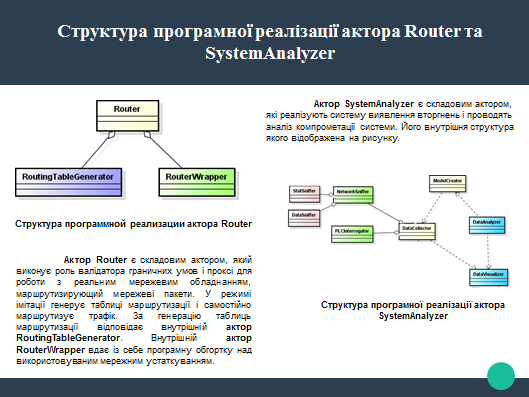 Структура програмної реалізації актора Router та
SystemAnalyzer
Router
RoutingTableGenerator
RouterWrapper
Структура программной реализации актора Router
Актор Router є складовим актором, який
виконує роль валідатора граничних умов і проксі для
роботи з реальним мережевим обладнанням,
маршрутизирующий мережеві пакети. У режимі
імітації генерує таблиці маршрутизації і самостійно
маршрутизує трафік. За генерацію таблиць
маршрутизації відповідає внутрішній актор
RoutingTableGenerator. Внутрішній актор
RouterWrapper вдає із себе програмну обгортку над
використовуваним мережним устаткуванням.
Актор SystemAnalyzer є складовим актором,
які реалізують систему виявлення вторгнень і проводять
аналіз компрометації системи. Його внутрішня структура
якого відображена на рисунку.
StatSniffer
DataSniffer
NetworkSniffer
PLCInterrogator
DataCollector
ModelCreator
DataAnalyzer
DataVisualizer
Структура програмної реалізації актора
SystemAnalyzer